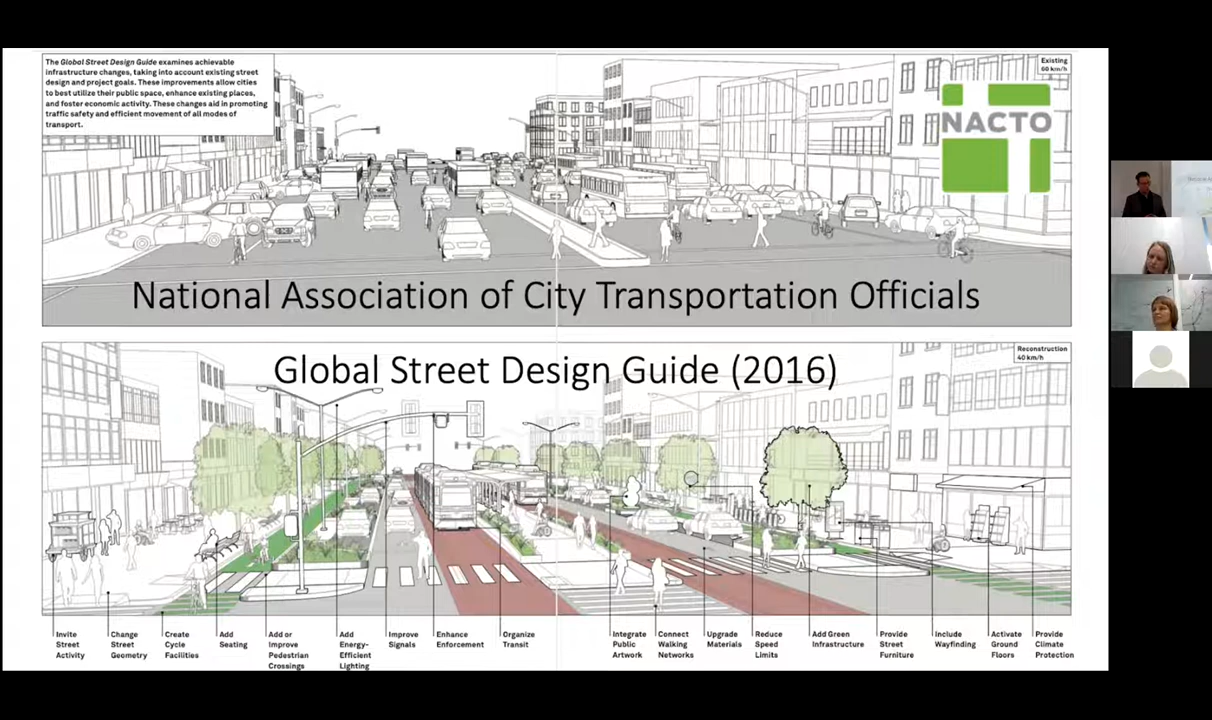 The Global Street Design Guide examines achievable
infrastructure changes, taking into account existing street
design and project goals. These improvements allow cities
to best utilize their public space, enhance existing places,
and foster economic activity. These changes aid in promoting
traffic safety and efficient movement of all modes of
transport.
Existing
60 km/h
NACTO
National Association of City Transportation Officials
Global Street Design Guide (2016)
Reconstruction
40 km/h
Invite
Street
Activity
Change
Street
Geometry
Create
Cycle
Facilities
Add
Seating
Add or
Improve
Pedestrian
Crossings
Add
Energy-
Efficient
Lighting
Improve
Signals
Enhance
Enforcement
Organize
Transit
Integrate
Public
Artwork
Connect
Walking
Networks
Upgrade
Materials
Reduce
Speed
Limits
Add Green
Infrastructure
Provide
Street
Furniture
Include
Wayfinding
Activate
Ground
Floors
Provide
Climate
Protection